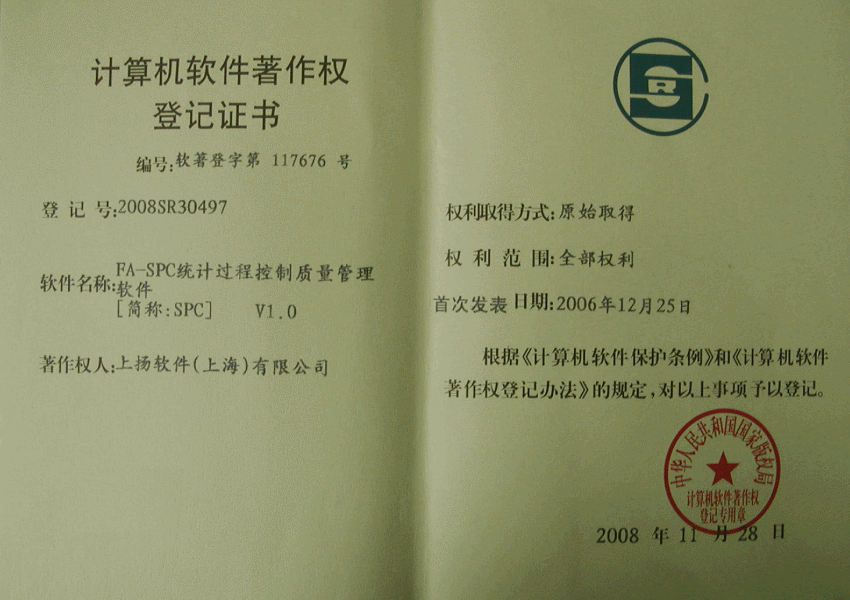 计算机软件著作权
登记证书
编号:软著登字第 117676 号
登 记 号:2008SR30497
软件名称:FA-SPC统计过程控制质量管理
软件
[简称:SPC] V1.0
著作权人:上扬软件(上海)有限公司
SR
权利取得方式:原始取得
权 利 范 围:全部权利
首次发表日期:2006年12月25日
根据《计算机软件保护条例》和《计算机软件
著作权登记办法》的规定,对以上事项予以登记。
中华人民共和国国家版权局
计算机软件著作权
登记专用章
2008 年 11 月 28 日